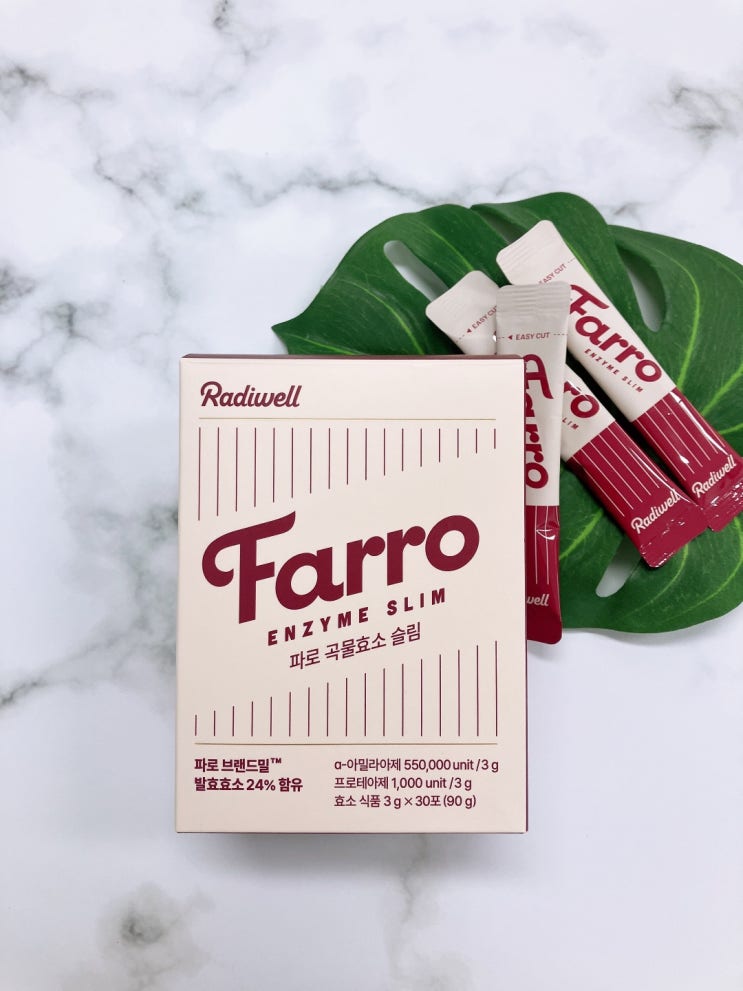 Radiwell
Farro
ENZYME SLIM
파로 곡물효소 슬림
파로 브랜드밀™
발효효소 24% 함유
α-아밀라아제 550,000 unit / 3 g
프로테아제 1,000 unit / 3 g
효소 식품 3 g × 30포 (90 g)
EASY CUT
Farro
ENZYME SLIM
Radiwell
EASY CUT
Radiwell
EASY CUT
Farro